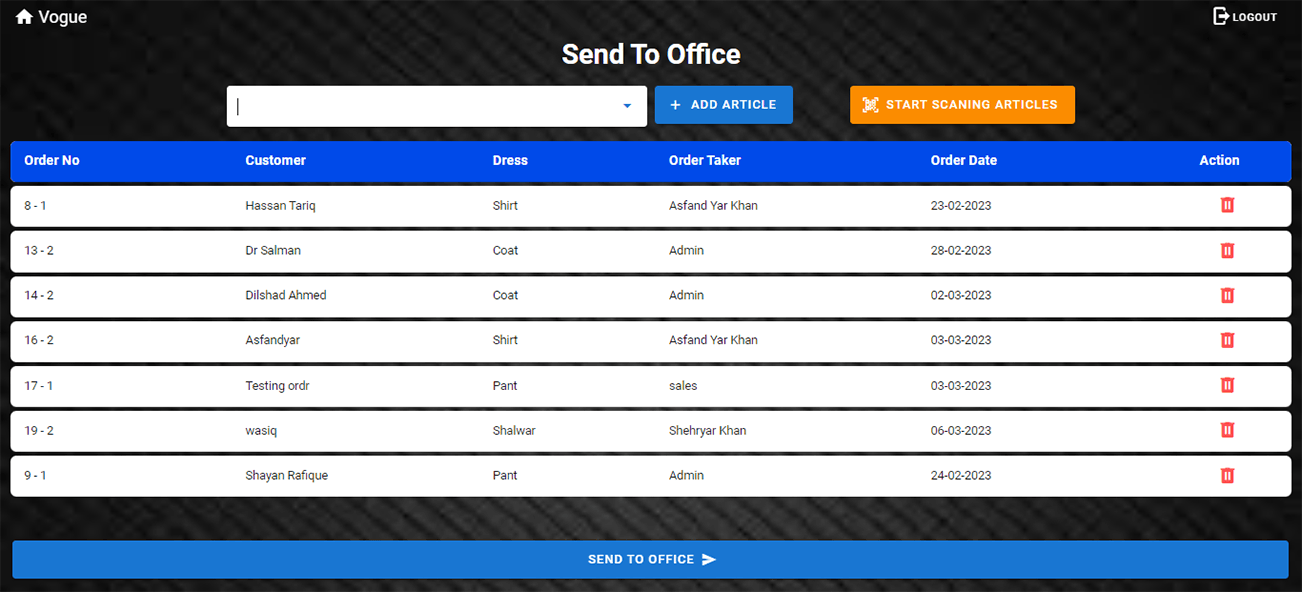 Vogue LOGOUT
Send To Office
+ ADD ARTICLE START SCANING ARTICLES
Order No Customer Dress Order Taker Order Date Action
8 - 1 Hassan Tariq Shirt Asfand Yar Khan 23-02-2023
13 - 2 Dr Salman Coat Admin 28-02-2023
14 - 2 Dilshad Ahmed Coat Admin 02-03-2023
16 - 2 Asfandyar Shirt Asfand Yar Khan 03-03-2023
17 - 1 Testing ordr Pant sales 03-03-2023
19 - 2 wasiq Shalwar Shehryar Khan 06-03-2023
9 - 1 Shayan Rafique Pant Admin 24-02-2023
SEND TO OFFICE